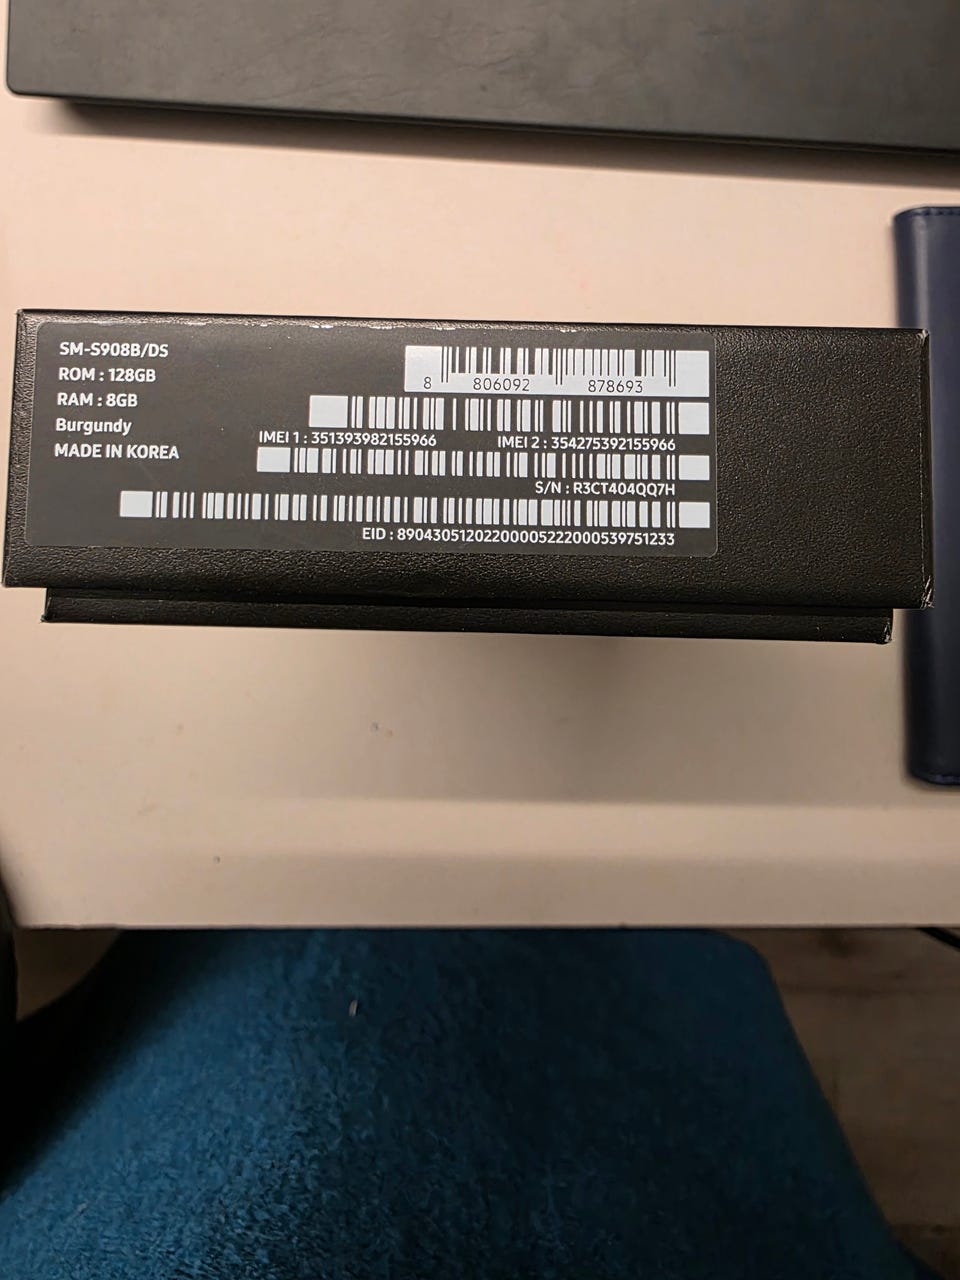 SM-S908B/DS
ROM : 128GB
RAM : 8GB
Burgundy
MADE IN KOREA
8 806092 878693
IMEI 1 : 351393982155966 IMEI 2 : 354275392155966
S/N : R3CT404QQ7H
EID : 89043051202200005222000539751233